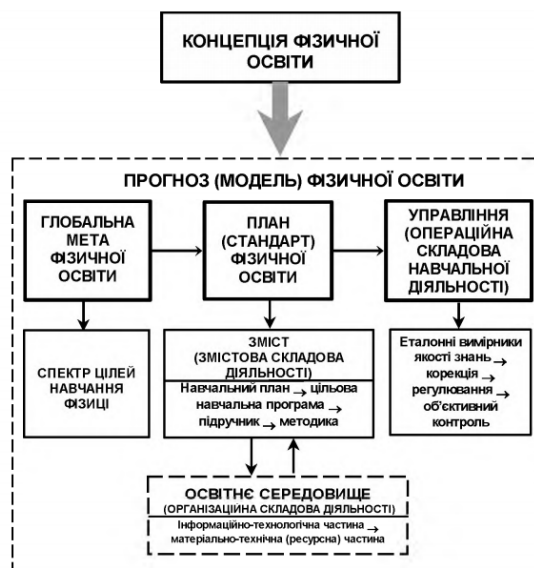 КОНЦЕПЦІЯ ФІЗИЧНОЇ
ОСВІТИ
ПРОГНОЗ (МОДЕЛЬ) ФІЗИЧНОЇ ОСВІТИ
ГЛОБАЛЬНА
МЕТА
ФІЗИЧНОЇ
ОСВІТИ
ПЛАН
(СТАНДАРТ)
ФІЗИЧНОЇ
ОСВІТИ
УПРАВЛІННЯ
(ОПЕРАЦІЙНА
СКЛАДОВА
НАВЧАЛЬНОЇ
ДІЯЛЬНОСТІ)
СПЕКТР ЦІЛЕЙ
НАВЧАННЯ
ФІЗИЦІ
ЗМІСТ
(ЗМІСТОВА СКЛАДОВА
ДІЯЛЬНОСТІ)
Навчальний план → цільова
навчальна програма →
підручник → методика
Еталонні вимірники
якості знань →
корекція →
регулювання →
об'єктивний
контроль
ОСВІТНЄ СЕРЕДОВИЩЕ
(ОРГАНІЗАЦІЙНА СКЛАДОВА ДІЯЛЬНОСТІ)
Інформаційно-технологічна частина →
матеріально-технічна (ресурсна) частина